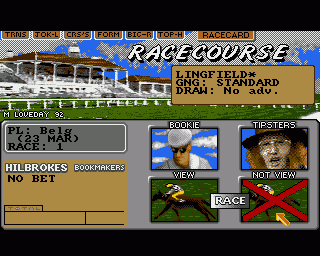 TRNS JOK-L CRS'S FORM BIC-R TOP-H RACECARD
RACECOURSE
LINGFIELD*
GNG: STANDARD
DRAW: No adv.
M LOVEDAY 92
PL: Belg
(23 MAR)
RACE: 1
BOOKIE TIPSTERS
HILBROKES BOOKMAKERS
NO BET
VIEW NOT VIEW
RACE
TOTAL